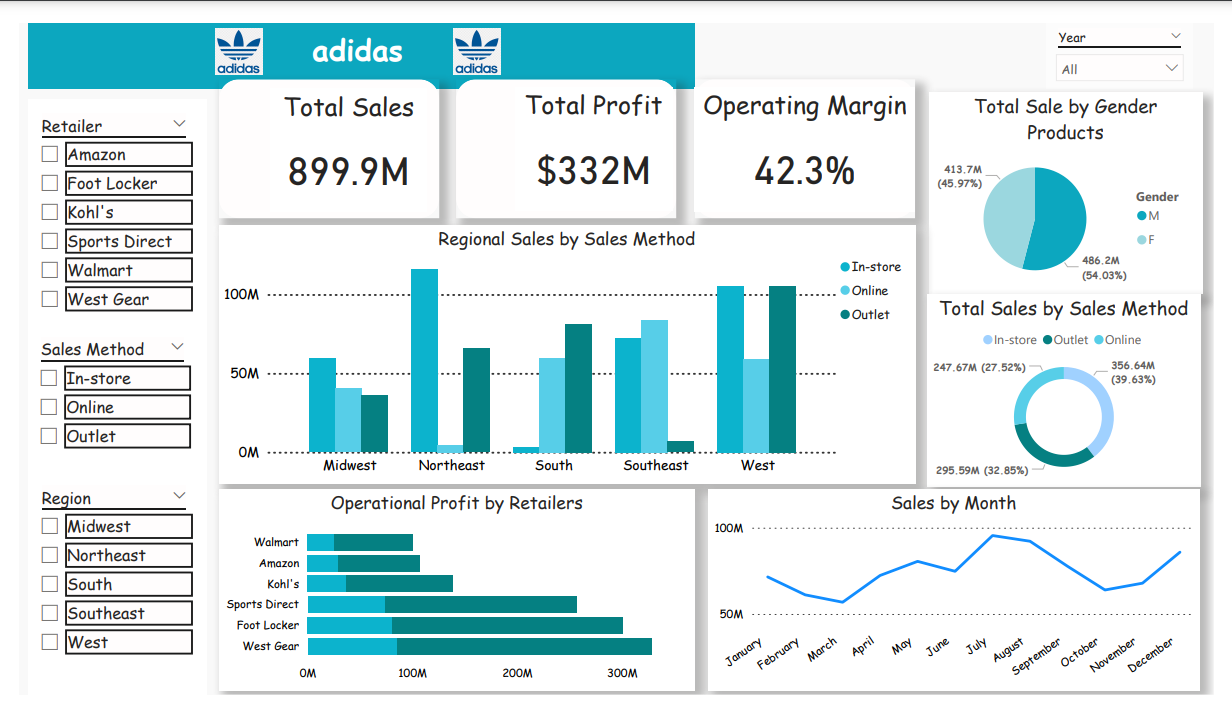 adidas
adidas
adidas
Year
All
Retailer
Amazon
Foot Locker
Kohl's
Sports Direct
Walmart
West Gear
Sales Method
In-store
Online
Outlet
Region
Midwest
Northeast
South
Southeast
West
Total Sales
899.9M
Total Profit
$332M
Operating Margin
42.3%
Total Sale by Gender
Products
413.7M
(45.97%)
486.2M
(54.03%)
Gender
M
F
Regional Sales by Sales Method
In-store
Online
Outlet
100M
50M
0M
Midwest
Northeast
South
Southeast
West
Total Sales by Sales Method
In-store Outlet Online
247.67M (27.52%)
356.64M
(39.63%)
295.59M (32.85%)
Operational Profit by Retailers
Walmart
Amazon
Kohl's
Sports Direct
Foot Locker
West Gear
0M 100M 200M 300M
Sales by Month
100M
50M
January February March April May June July August September October November December